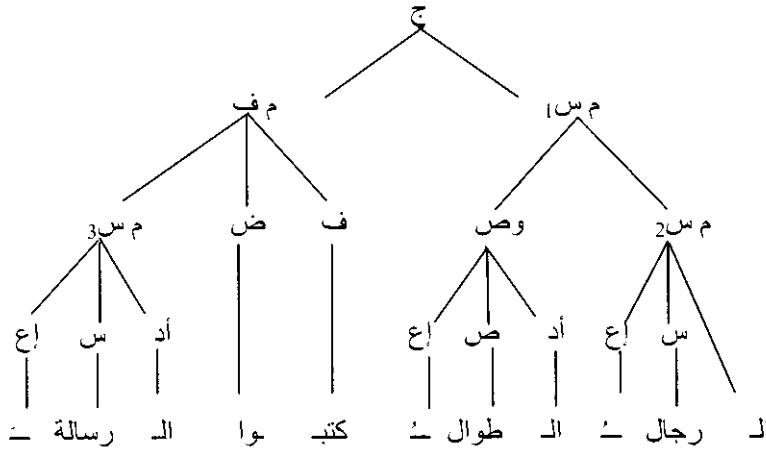 ج
م س1 م ف
م س2 وص ف ض م س3
س إع أد ص إع أد س إع
لـ رجال ـُ الـ طوال ـُ كتبـ ـوا الـ رسالة ـَ